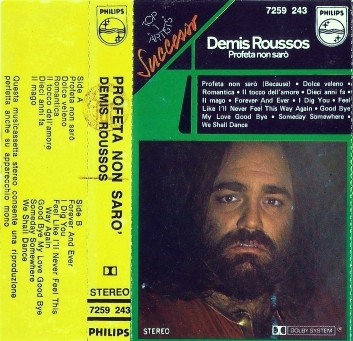 PHILIPS
Side A
Profeta non sarò
Dolce veleno
Romantica
Il tocco dell'amore
Dieci anni fa
Il mago
Side B
Forever And Ever
I Dig You
Feel Like I'll Never Feel This
Way Again
Good Bye My Love Good Bye
Someday Somewhere
We Shall Dance
Questa musicassetta stereo consente una riproduzione
perfetta anche su apparecchio mono
PHILIPS
PROFETA NON SARO'
DEMIS ROUSSOS
STEREO
7259 243
PHILIPS
TOP
ARTISTS
Successo
7259 243
PHILIPS
Demis Roussos
Profeta non sarò
Profeta non sarò (Because) • Dolce veleno •
Romantica • Il tocco dell'amore • Dieci anni fa
Il mago • Forever And Ever • I Dig You • Feel
Like I'll Never Feel This Way Again • Good Bye
My Love Good Bye • Someday Somewhere •
We Shall Dance
STEREO
DOLBY SYSTEM